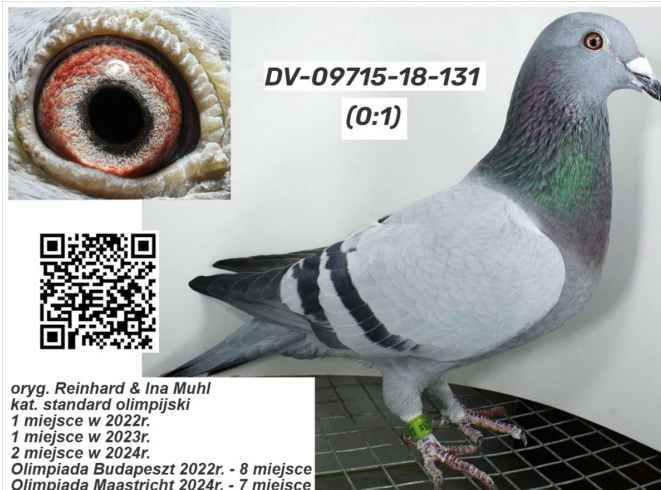 DV-09715-18-131
(0:1)
oryg. Reinhard & Ina Muhl
kat. standard olimpijski
1 miejsce w 2022r.
1 miejsce w 2023r.
2 miejsce w 2024r.
Olimpiada Budapeszt 2022r. - 8 miejsce
Olimpiada Maastricht 2024r. - 7 miejsce